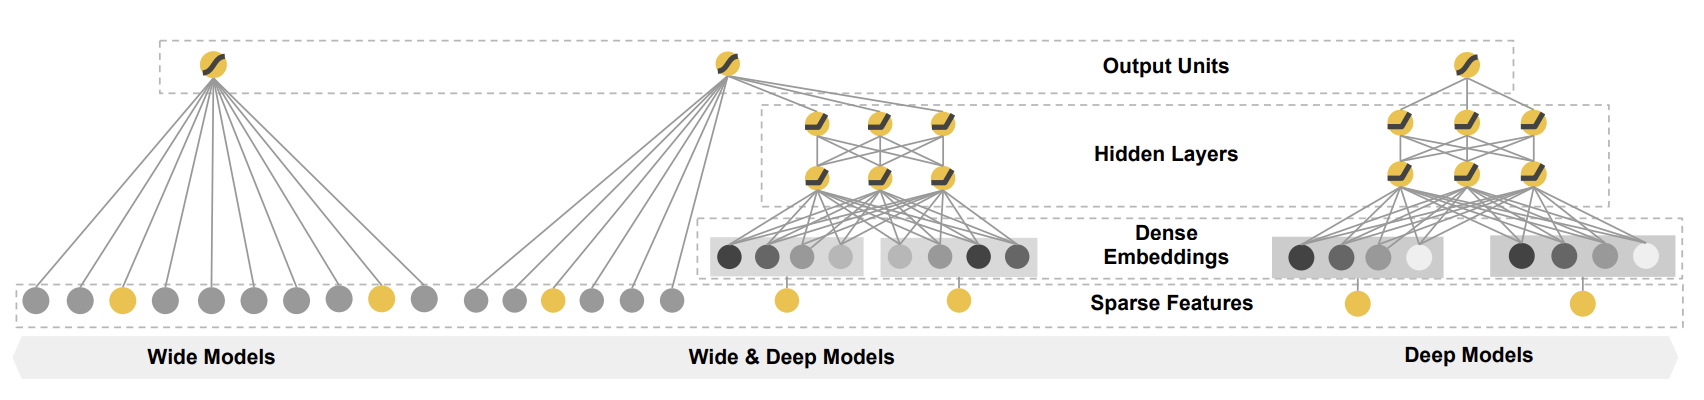 Output Units
Hidden Layers
Dense
Embeddings
Sparse Features
Wide Models
Wide & Deep Models
Deep Models